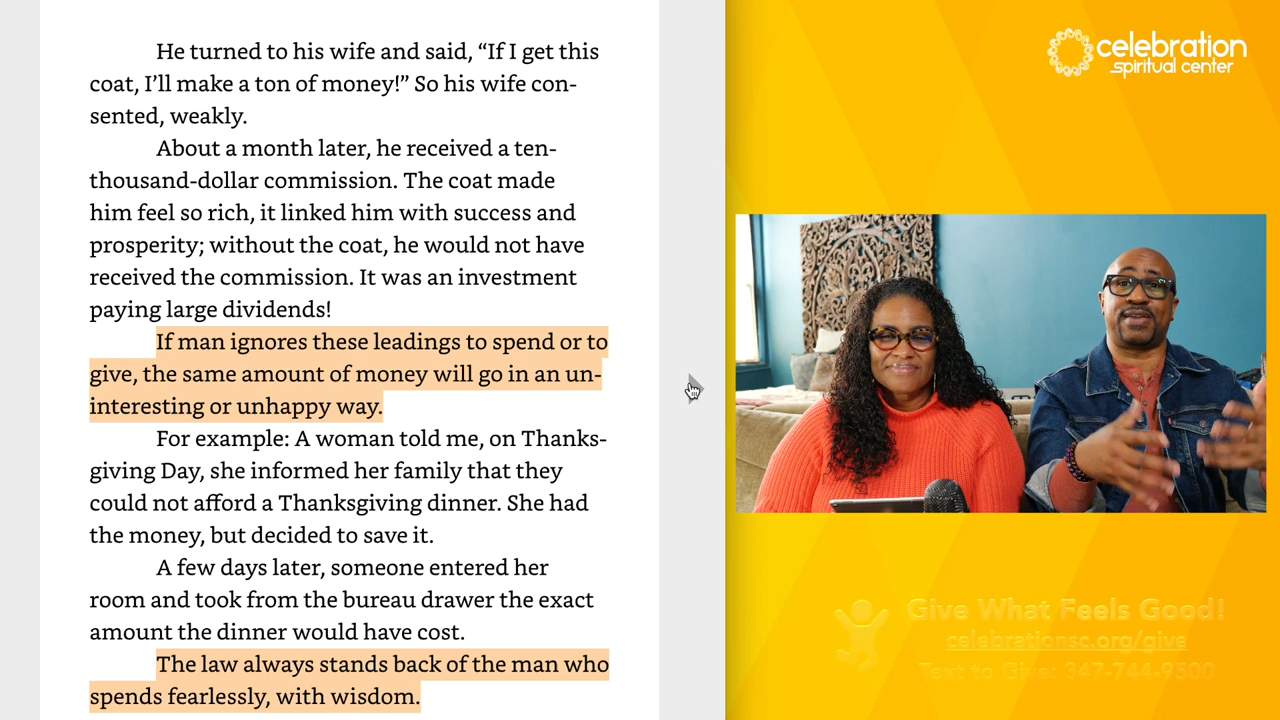 He turned to his wife and said, “If I get this
coat, I’ll make a ton of money!” So his wife con-
sented, weakly.
About a month later, he received a ten-
thousand-dollar commission. The coat made
him feel so rich, it linked him with success and
prosperity; without the coat, he would not have
received the commission. It was an investment
paying large dividends!
If man ignores these leadings to spend or to
give, the same amount of money will go in an un-
interesting or unhappy way.
For example: A woman told me, on Thanks-
giving Day, she informed her family that they
could not afford a Thanksgiving dinner. She had
the money, but decided to save it.
A few days later, someone entered her
room and took from the bureau drawer the exact
amount the dinner would have cost.
The law always stands back of the man who
spends fearlessly, with wisdom.
celebration
spiritual center
Give What Feels Good!
celebrationsc.org/give
Text to Give: 347-744-9500